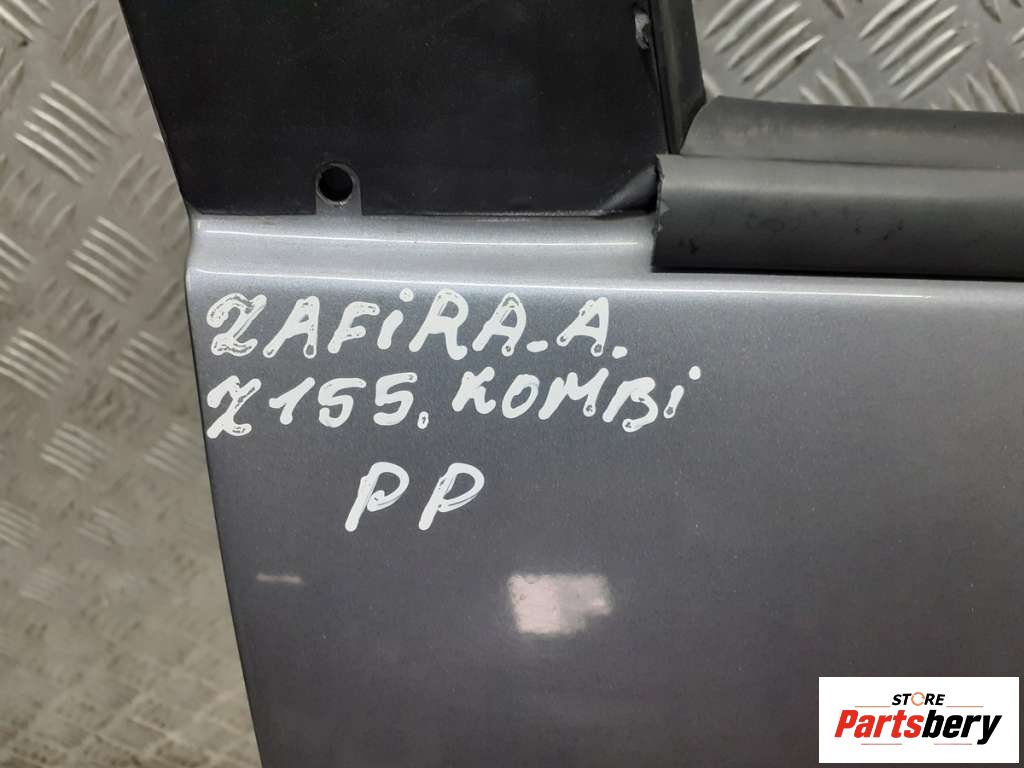 ZAFiRA-A.
Z155. KOMBi
PP
STORE
Partsbery